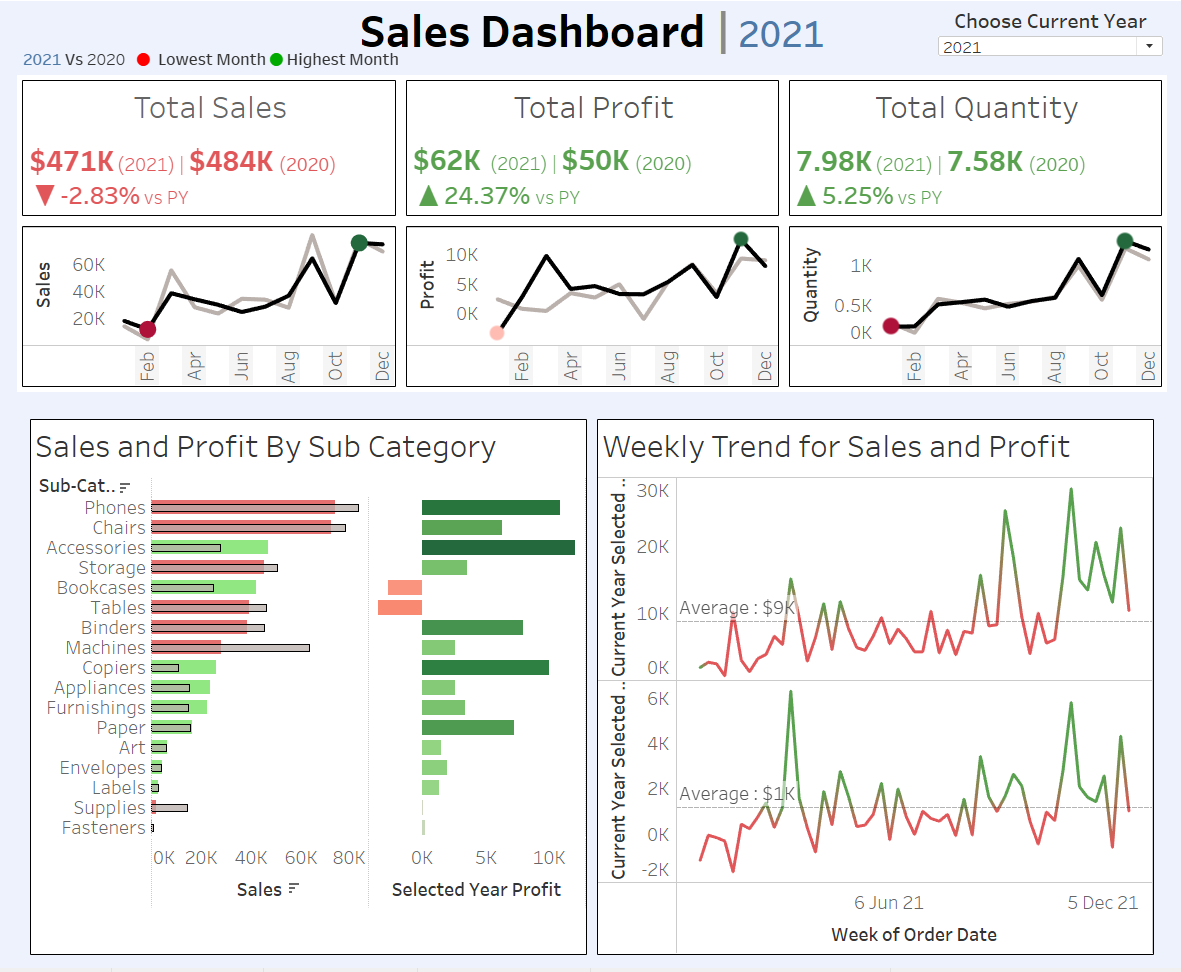 Sales Dashboard | 2021
Choose Current Year
2021
2021 Vs 2020 Lowest Month Highest Month
Total Sales
$471K (2021) | $484K (2020)
▼ -2.83% vs PY
Total Profit
$62K (2021) | $50K (2020)
▲ 24.37% vs PY
Total Quantity
7.98K (2021) | 7.58K (2020)
▲ 5.25% vs PY
Sales
60K
40K
20K
Feb Apr Jun Aug Oct Dec
Profit
10K
5K
0K
Feb Apr Jun Aug Oct Dec
Quantity
1K
0.5K
0K
Feb Apr Jun Aug Oct Dec
Sales and Profit By Sub Category
Sub-Cat..
Phones
Chairs
Accessories
Storage
Bookcases
Tables
Binders
Machines
Copiers
Appliances
Furnishings
Paper
Art
Envelopes
Labels
Supplies
Fasteners
0K 20K 40K 60K 80K
0K 5K 10K
Sales
Selected Year Profit
Weekly Trend for Sales and Profit
Current Year Selected ..
30K
20K
10K
0K
Average : $9K
Current Year Selected ..
6K
4K
2K
0K
-2K
Average : $1K
6 Jun 21 5 Dec 21
Week of Order Date